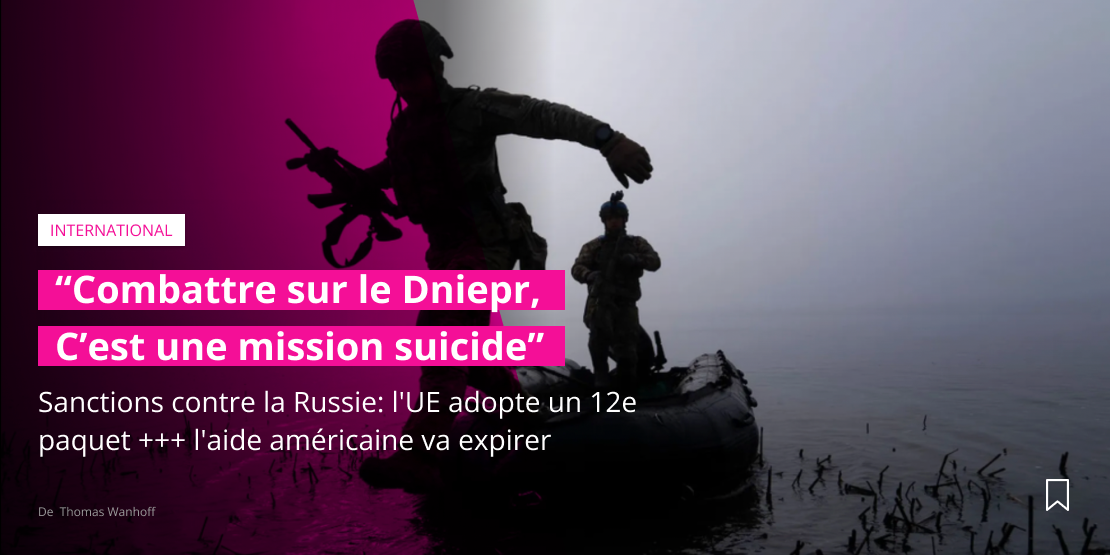 INTERNATIONAL
“Combattre sur le Dniepr,
C’est une mission suicide”
Sanctions contre la Russie: l'UE adopte un 12e
paquet +++ l'aide américaine va expirer
De Thomas Wanhoff